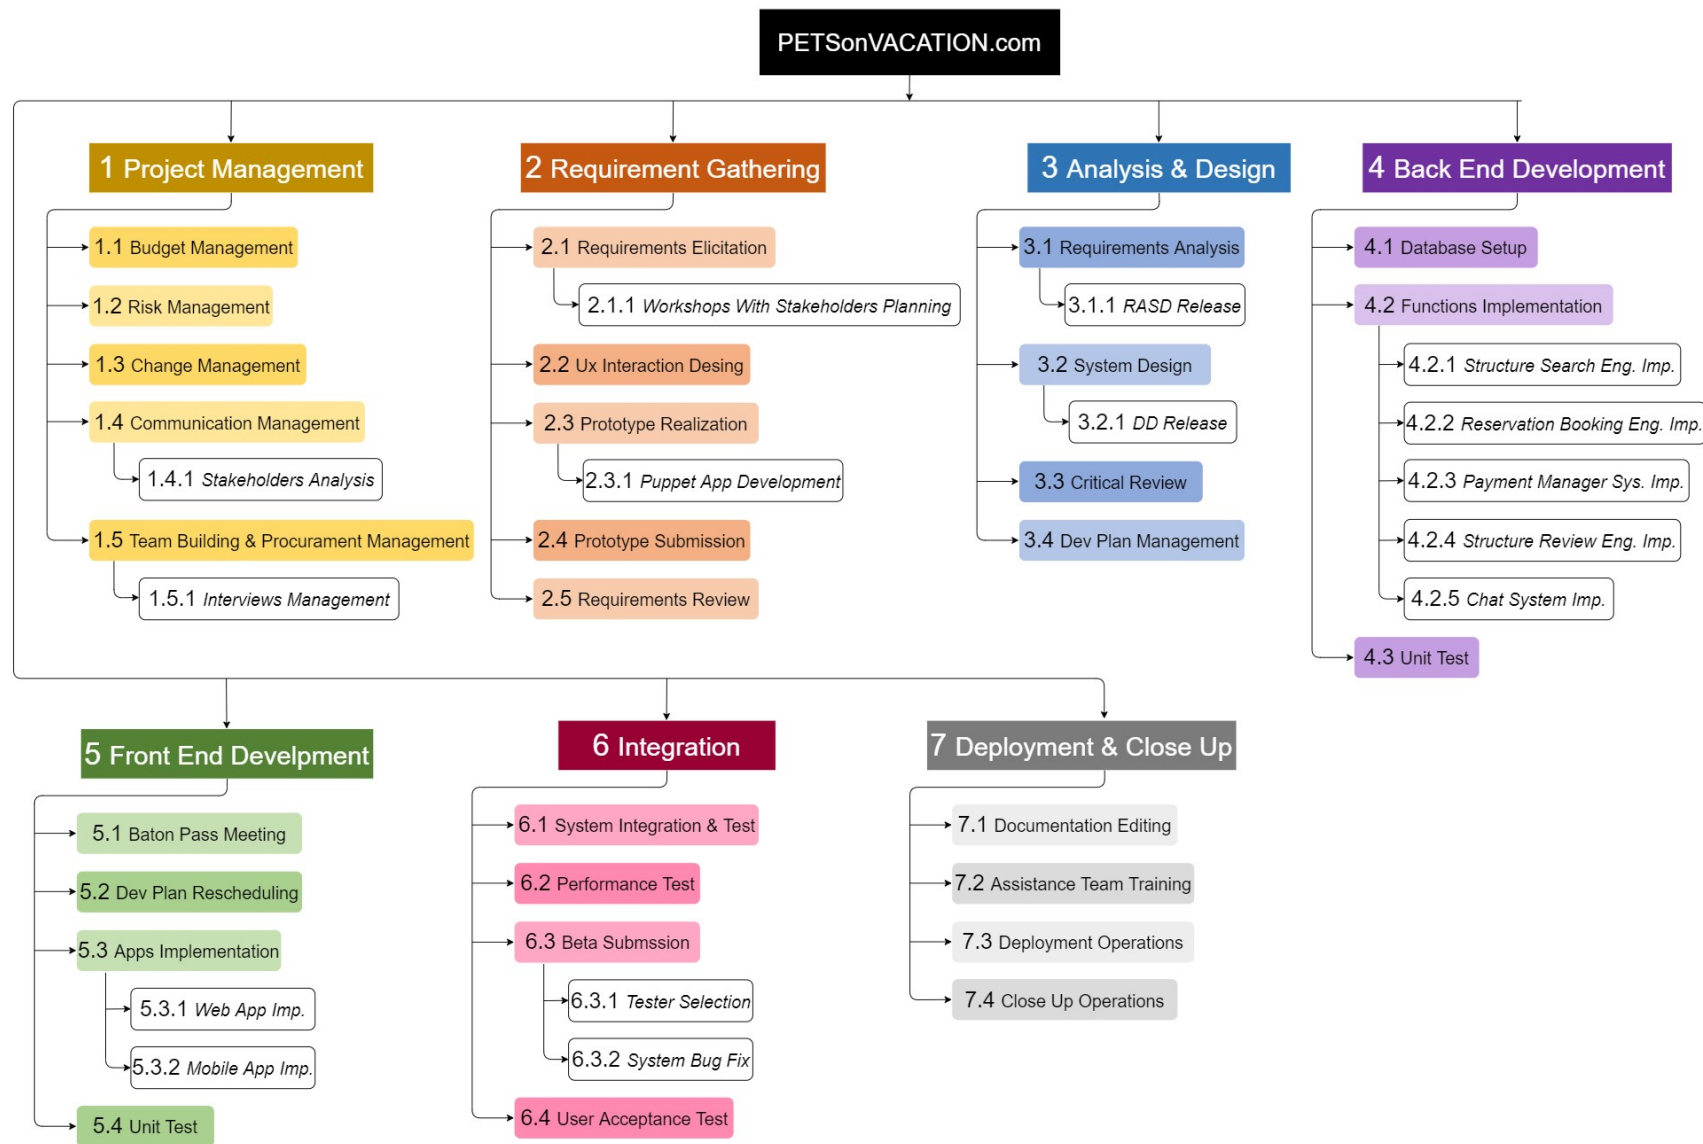 PETSonVACATION.com
1 Project Management
1.1 Budget Management
1.2 Risk Management
1.3 Change Management
1.4 Communication Management
1.4.1 Stakeholders Analysis
1.5 Team Building & Procurament Management
1.5.1 Interviews Management
2 Requirement Gathering
2.1 Requirements Elicitation
2.1.1 Workshops With Stakeholders Planning
2.2 Ux Interaction Desing
2.3 Prototype Realization
2.3.1 Puppet App Development
2.4 Prototype Submission
2.5 Requirements Review
3 Analysis & Design
3.1 Requirements Analysis
3.1.1 RASD Release
3.2 System Design
3.2.1 DD Release
3.3 Critical Review
3.4 Dev Plan Management
4 Back End Development
4.1 Database Setup
4.2 Functions Implementation
4.2.1 Structure Search Eng. Imp.
4.2.2 Reservation Booking Eng. Imp.
4.2.3 Payment Manager Sys. Imp.
4.2.4 Structure Review Eng. Imp.
4.2.5 Chat System Imp.
4.3 Unit Test
5 Front End Develpment
5.1 Baton Pass Meeting
5.2 Dev Plan Rescheduling
5.3 Apps Implementation
5.3.1 Web App Imp.
5.3.2 Mobile App Imp.
5.4 Unit Test
6 Integration
6.1 System Integration & Test
6.2 Performance Test
6.3 Beta Submssion
6.3.1 Tester Selection
6.3.2 System Bug Fix
6.4 User Acceptance Test
7 Deployment & Close Up
7.1 Documentation Editing
7.2 Assistance Team Training
7.3 Deployment Operations
7.4 Close Up Operations